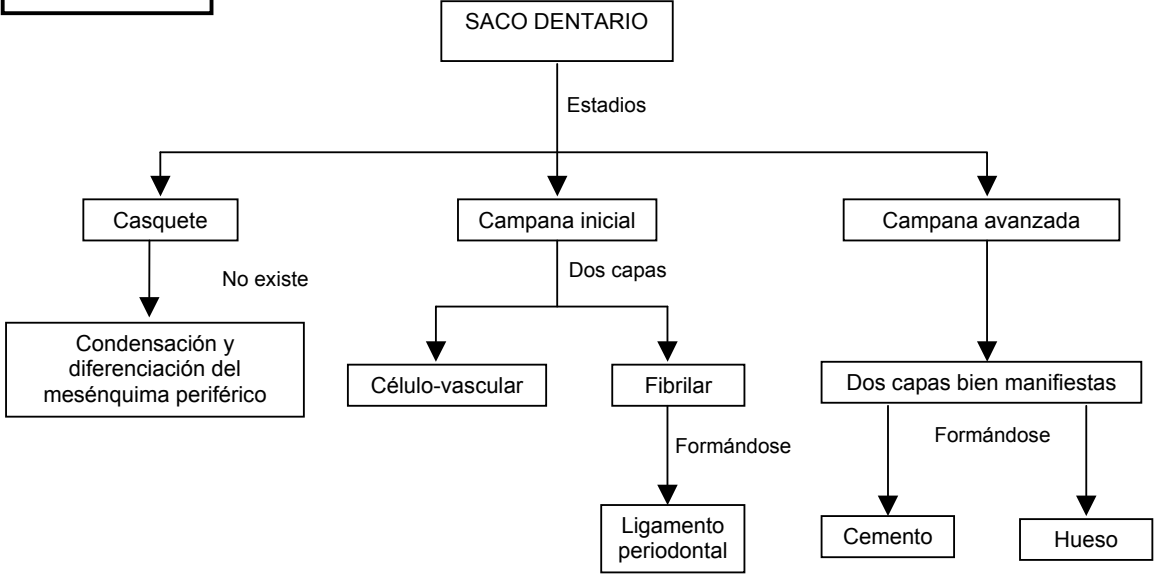 SACO DENTARIO
Estadios
Casquete
Campana inicial
Campana avanzada
No existe
Dos capas
Condensación y
diferenciación del
mesénquima periférico
Célulo-vascular
Fibrilar
Dos capas bien manifiestas
Formándose
Formándose
Ligamento
periodontal
Cemento
Hueso